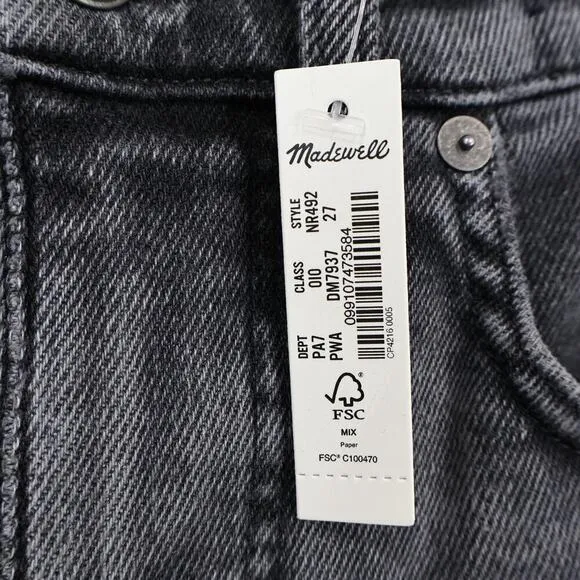 Madewell
DEPT CLASS STYLE
PA7 010 NR492
PWA DM7937 27
099107473584
CP4216 0005
FSC
MIX
Paper
FSC® C100470